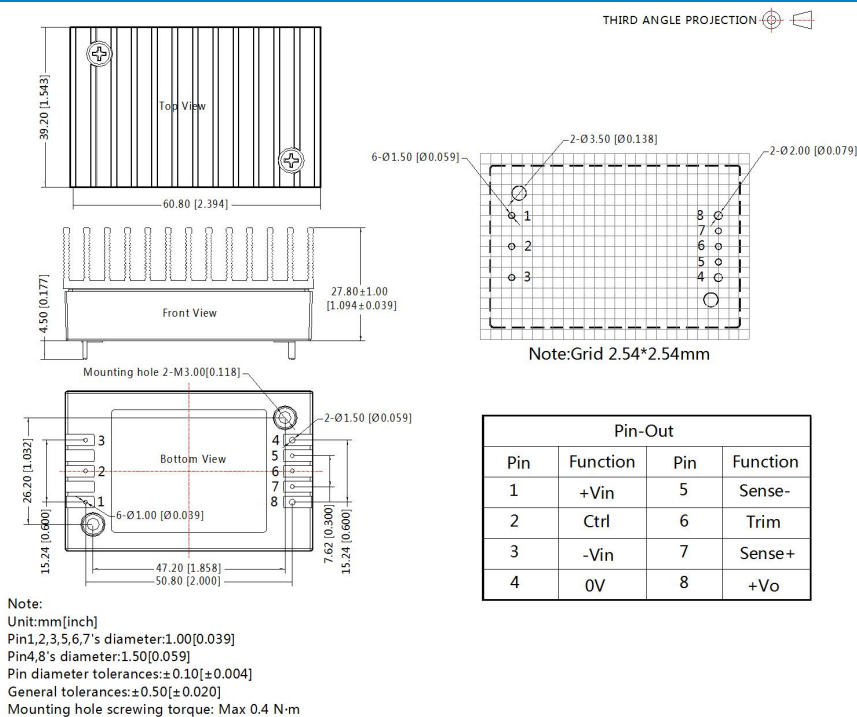 THIRD ANGLE PROJECTION
39.20 [1.543]
Top View
60.80 [2.394]
2-Ø3.50 [Ø0.138]
6-Ø1.50 [Ø0.059]
2-Ø2.00 [Ø0.079]
1
2
3
8
7
6
5
4
Note:Grid 2.54*2.54mm
4.50 [0.177]
Front View
27.80±1.00
[1.094±0.039]
Mounting hole 2-M3.00[0.118]
2-Ø1.50 [Ø0.059]
26.20 [1.032]
15.24 [0.600]
3
2
1
Bottom View
4
5
6
7
8
6-Ø1.00 [Ø0.039]
7.62 [0.300]
15.24 [0.600]
47.20 [1.858]
50.80 [2.000]
Pin-Out
Pin Function Pin Function
1 +Vin 5 Sense-
2 Ctrl 6 Trim
3 -Vin 7 Sense+
4 0V 8 +Vo
Note:
Unit:mm[inch]
Pin1,2,3,5,6,7's diameter:1.00[0.039]
Pin4,8's diameter:1.50[0.059]
Pin diameter tolerances:±0.10[±0.004]
General tolerances:±0.50[±0.020]
Mounting hole screwing torque: Max 0.4 N·m